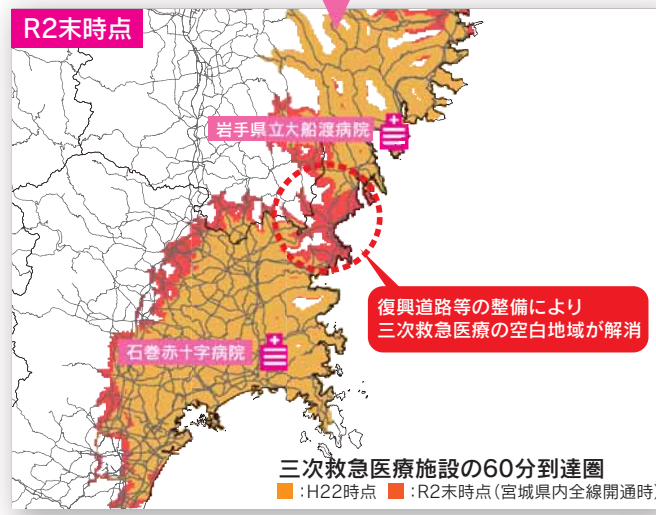 R2末時点
岩手県立大船渡病院
復興道路等の整備により
三次救急医療の空白地域が解消
石巻赤十字病院
三次救急医療施設の60分到達圏
:H22時点 :R2末時点(宮城県内全線開通時)